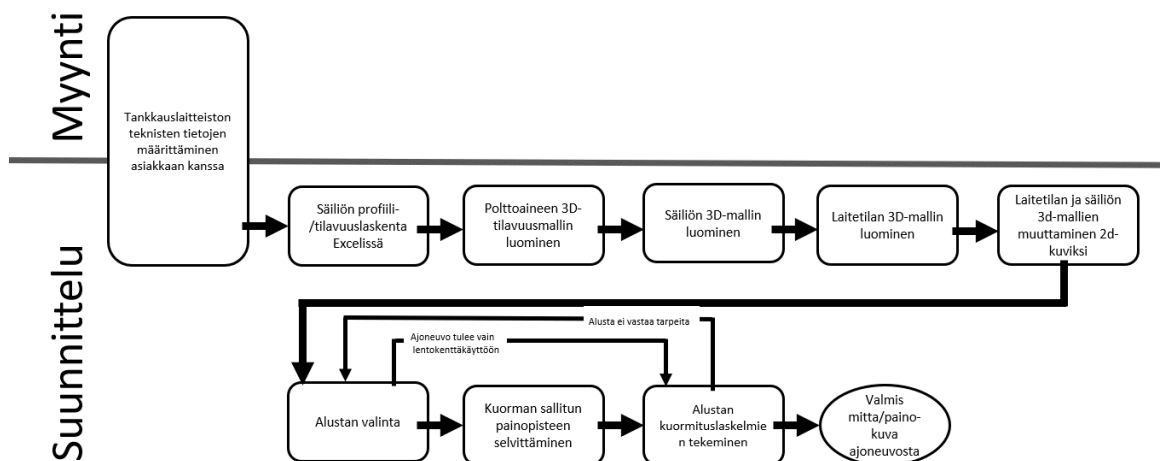 Myynti
Tankkauslaitteiston
teknisten tietojen
määrittäminen
asiakkaan kanssa
Suunnittelu
Säiliön profiili-
/tilavuuslaskenta
Excelissä
Polttoaineen 3D-
tilavuusmallin
luominen
Säiliön 3D-mallin
luominen
Laitetilan 3D-mallin
luominen
Laitetilan ja säiliön
3d-mallien
muuttaminen 2d-
kuviksi
Alusta ei vastaa tarpeita
Ajoneuvo tulee vain
lentokenttäkäyttöön
Alustan valinta
Kuorman sallitun
painopisteen
selvittäminen
Alustan
kuormituslaskelmie
n tekeminen
Valmis
mitta/paino-
kuva
ajoneuvosta